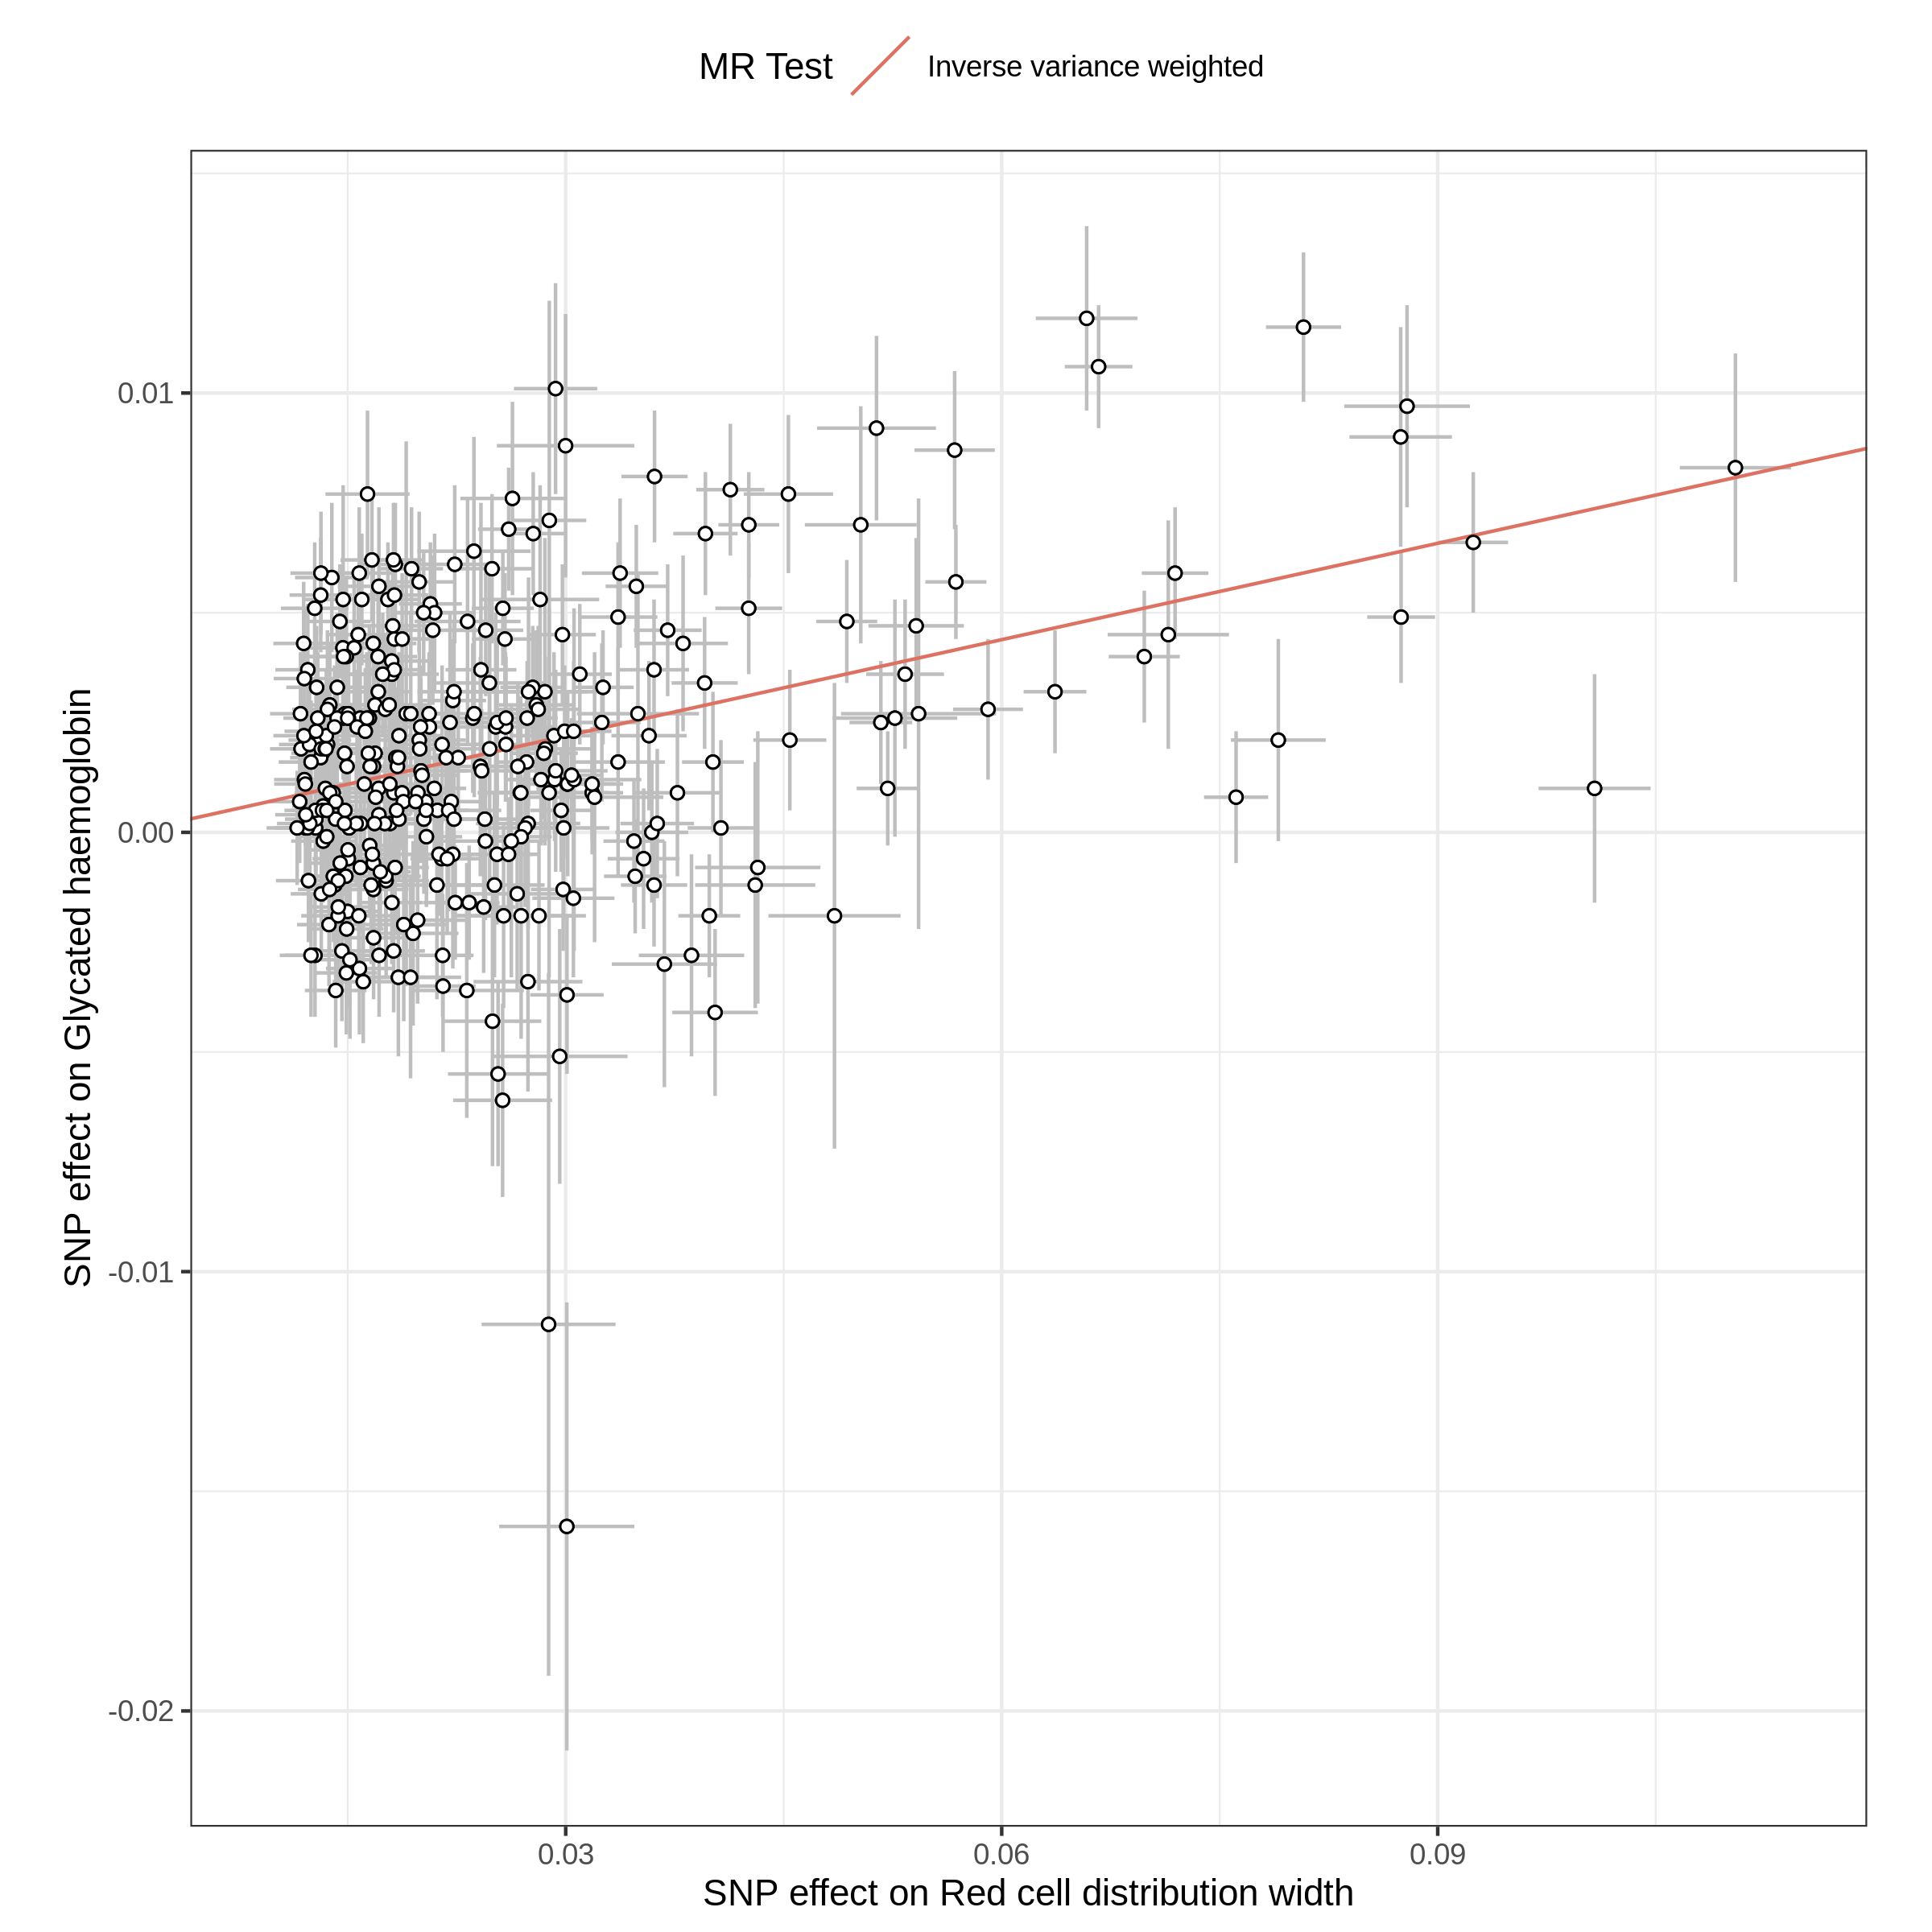 MR Test
Inverse variance weighted
SNP effect on Glycated haemoglobin
0.01
0.00
-0.01
-0.02
0.03
0.06
0.09
SNP effect on Red cell distribution width